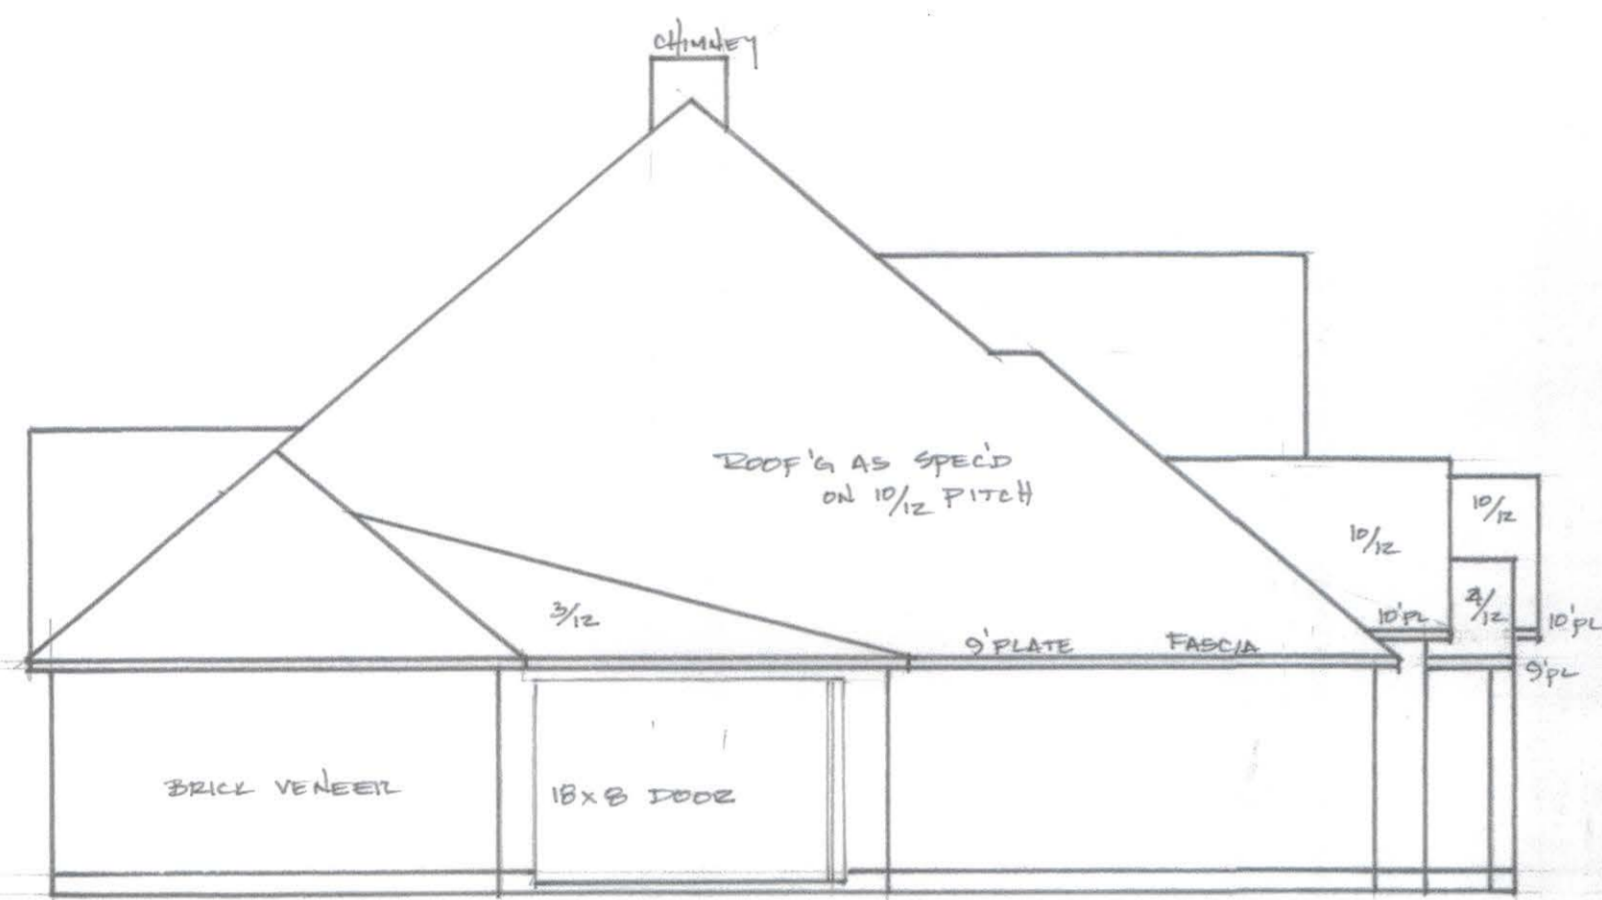 CHIMNEY
ROOF'G AS SPEC'D
ON 10/12 PITCH
10/12
10/12
3/12
4/12
10'PL
10'PL
9'PLATE FASCIA
9'PL
BRICK VENEER
18x8 DOOR